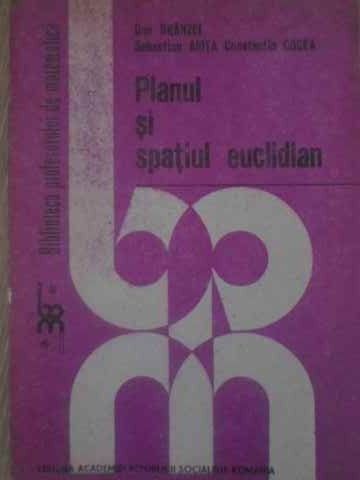 Dan BRÂNZEI
Sebastian ANIȚA Constantin COCEA
Planul
și
spațiul euclidian
Biblioteca profesorului de matematică
38
EDITURA ACADEMIEI REPUBLICII SOCIALISTE ROMÂNIA